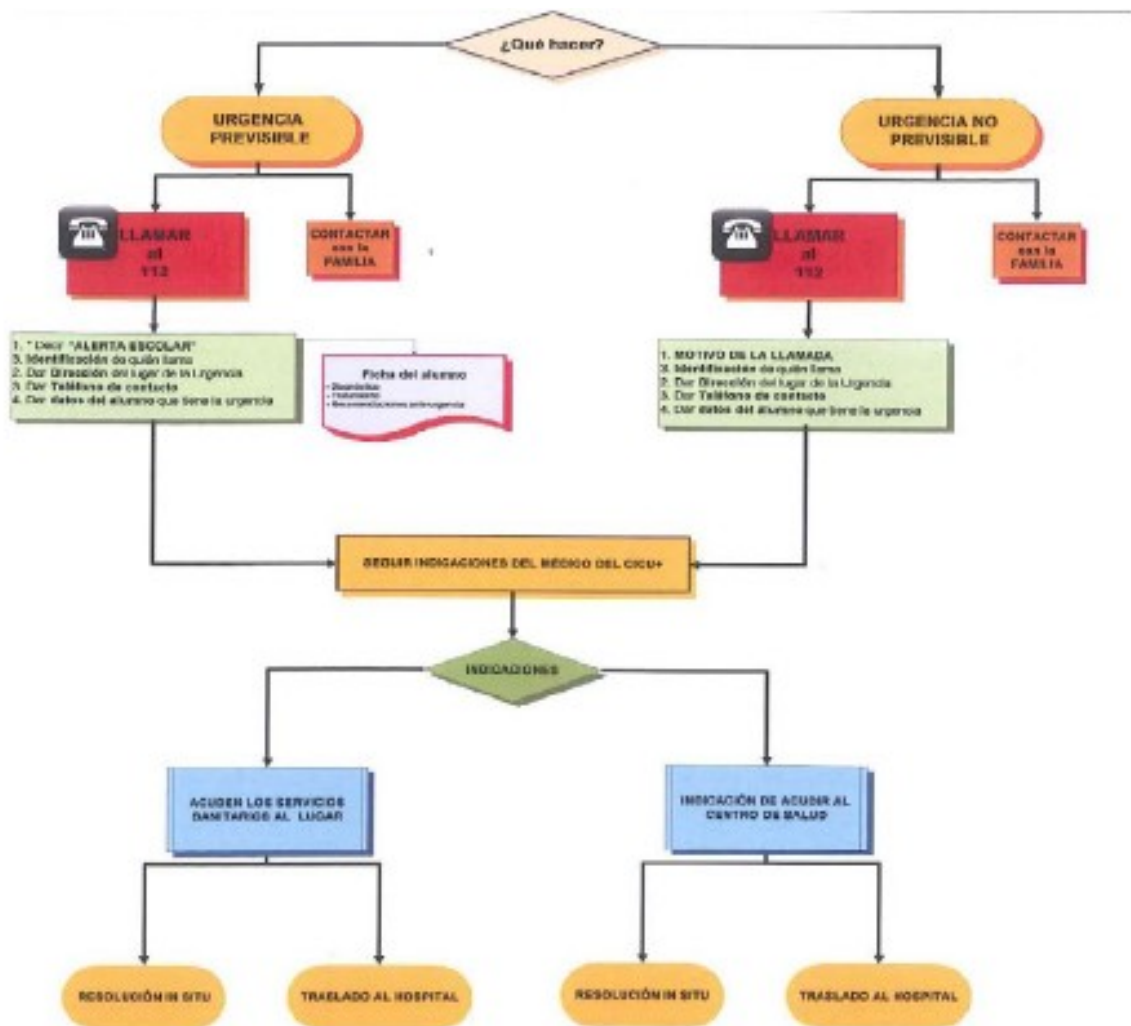 ¿Qué hacer?
URGENCIA
PREVISIBLE
URGENCIA NO
PREVISIBLE
LLAMAR
al
112
CONTACTAR
con la
FAMILIA
LLAMAR
al
112
CONTACTAR
con la
FAMILIA
1. * Decir "ALERTA ESCOLAR"
3. Identificación de quién llama
2. Dar Dirección del lugar de la Urgencia
3. Dar Teléfono de contacto
4. Dar datos del alumno que tiene la urgencia
Ficha del alumno
• Diagnóstico
• Tratamiento
• Recomendaciones ante urgencia
1. MOTIVO DE LA LLAMADA
3. Identificación de quién llama
2. Dar Dirección del lugar de la Urgencia
3. Dar Teléfono de contacto
4. Dar datos del alumno que tiene la urgencia
SEGUIR INDICACIONES DEL MÉDICO DEL CICU+
INDICACIONES
ACUDEN LOS SERVICIOS
SANITARIOS AL LUGAR
INDICACIÓN DE ACUDIR AL
CENTRO DE SALUD
RESOLUCIÓN IN SITU
TRASLADO AL HOSPITAL
RESOLUCIÓN IN SITU
TRASLADO AL HOSPITAL